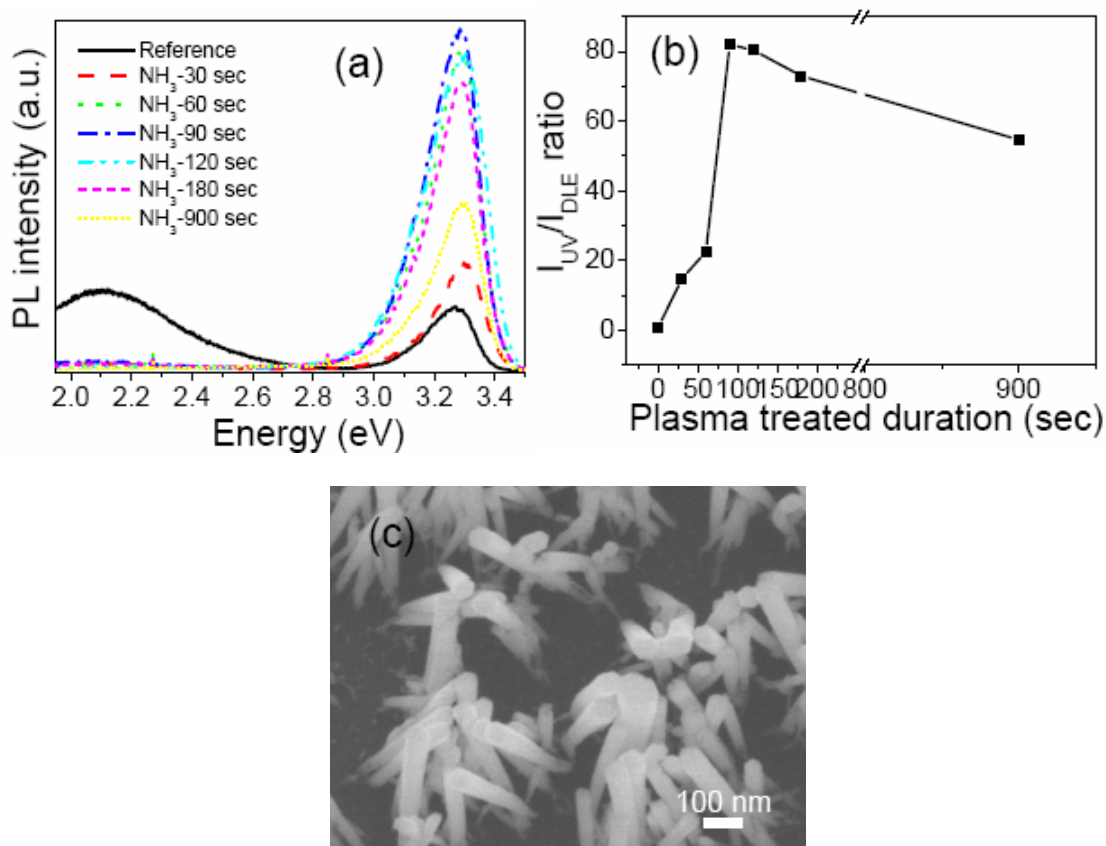 (a)
Reference
NH3-30 sec
NH3-60 sec
NH3-90 sec
NH3-120 sec
NH3-180 sec
NH3-900 sec
PL intensity (a.u.)
2.0 2.2 2.4 2.6 2.8 3.0 3.2 3.4
Energy (eV)
(b)
80
60
40
20
0
IUV/IDLE ratio
0 50 100 150 200 800 900
Plasma treated duration (sec)
(c)
100 nm